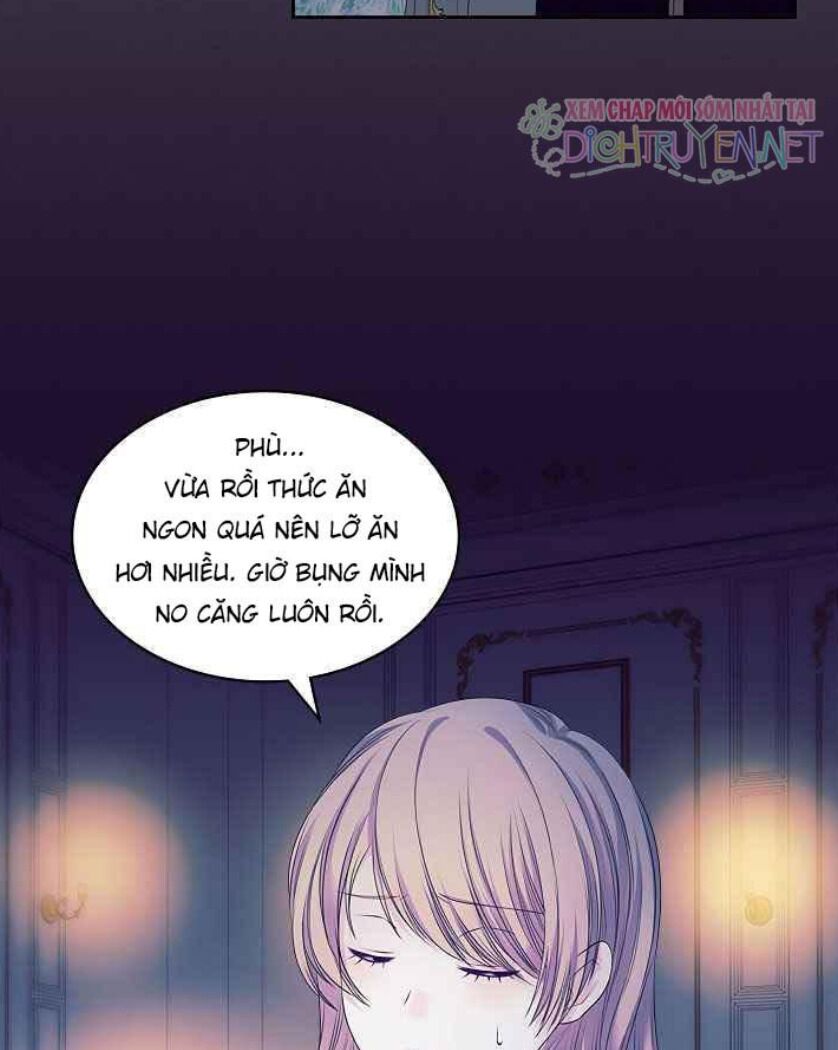 XEM CHAP MỚI SỚM NHẤT TẠI
DICHTRUYEN.NET
PHÙ...
VỪA RỒI THỨC ĂN
NGON QUÁ NÊN LỠ ĂN
HƠI NHIỀU. GIỜ BỤNG MÌNH
NO CĂNG LUÔN RỒI.